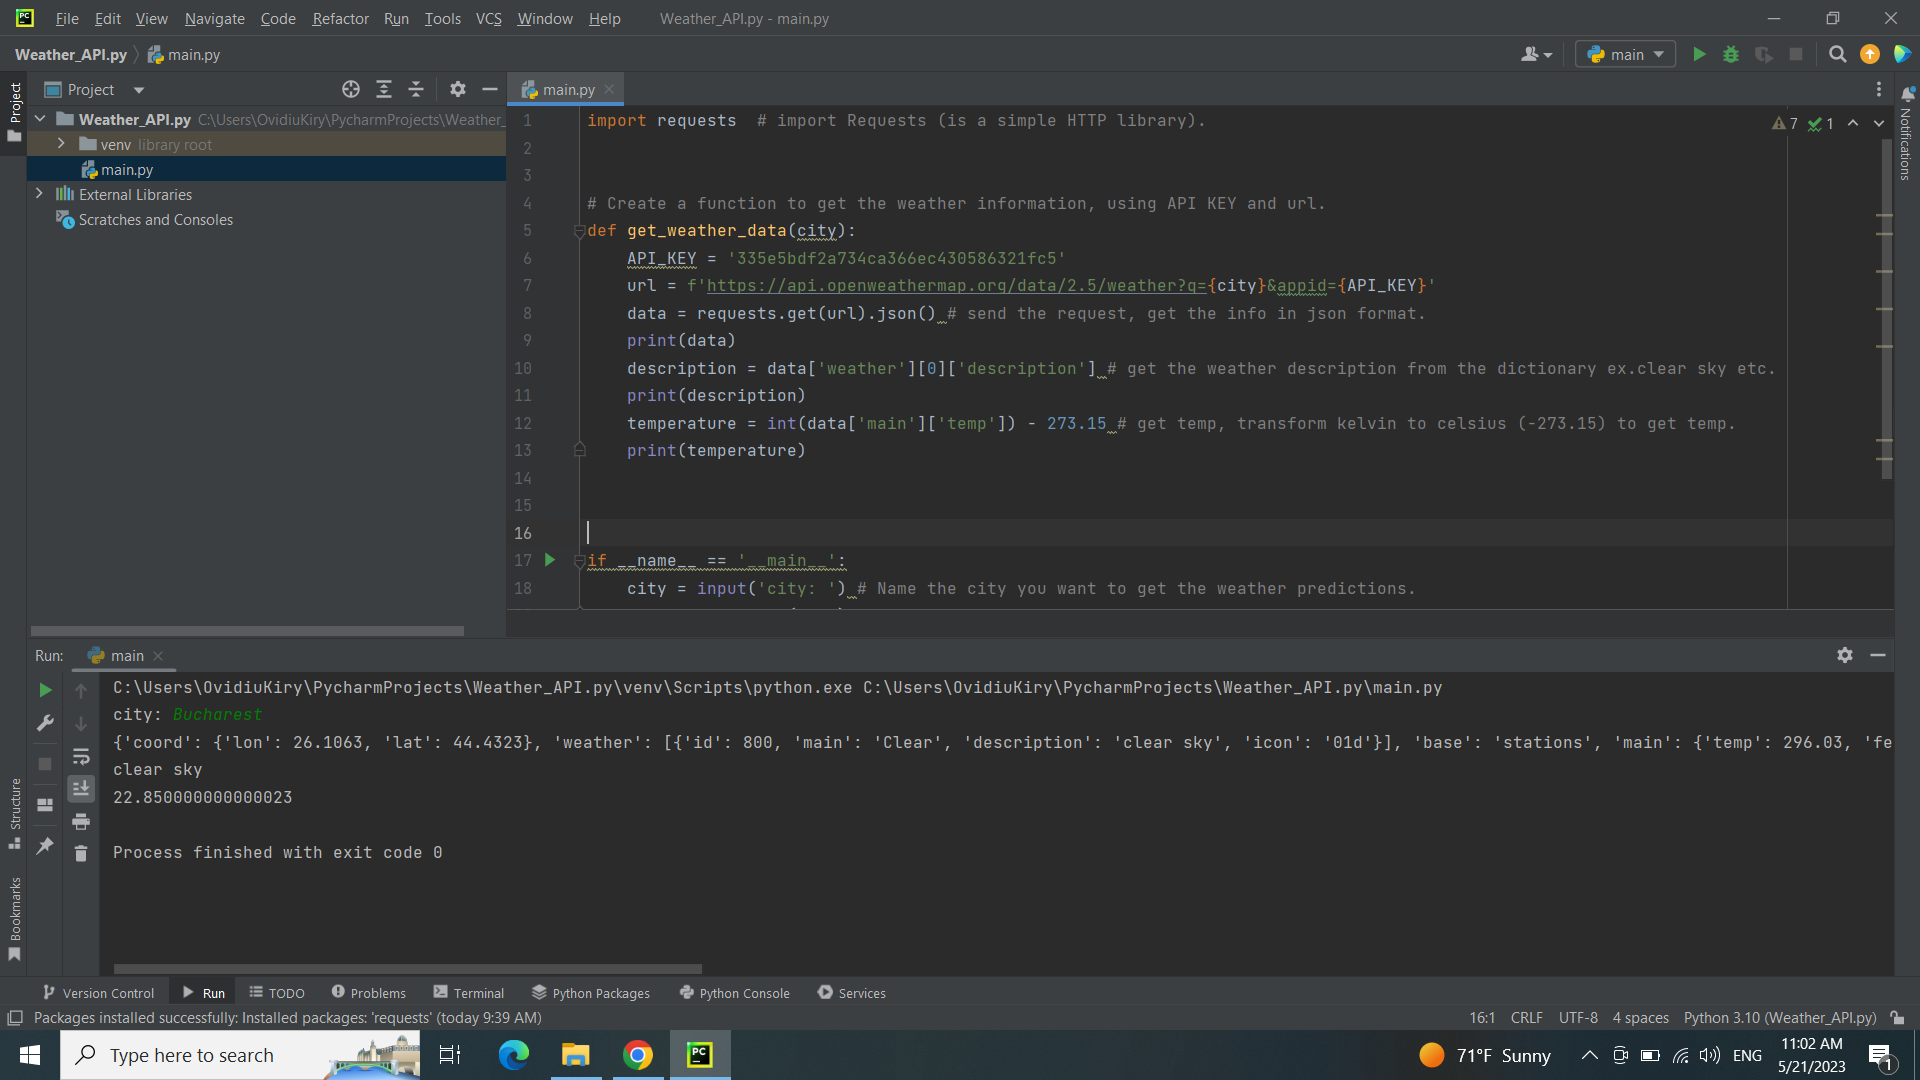 File Edit View Navigate Code Refactor Run Tools VCS Window Help Weather_API.py - main.py
Weather_API.py main.py main
Project main.py
Weather_API.py C:\Users\OvidiuKiry\PycharmProjects\Weather_
venv library root
main.py
External Libraries
Scratches and Consoles
Project
Structure
Bookmarks
Notifications
7 1
1 import requests  # import Requests (is a simple HTTP library).
2
3
4 # Create a function to get the weather information, using API KEY and url.
5 def get_weather_data(city):
6 API_KEY = '335e5bdf2a734ca366ec430586321fc5'
7 url = f'https://api.openweathermap.org/data/2.5/weather?q={city}&appid={API_KEY}'
8 data = requests.get(url).json() # send the request, get the info in json format.
9 print(data)
10 description = data['weather'][0]['description'] # get the weather description from the dictionary ex.clear sky etc.
11 print(description)
12 temperature = int(data['main']['temp']) - 273.15 # get temp, transform kelvin to celsius (-273.15) to get temp.
13 print(temperature)
14
15
16
17 if __name__ == '__main__':
18 city = input('city: ') # Name the city you want to get the weather predictions.
Run: main
C:\Users\OvidiuKiry\PycharmProjects\Weather_API.py\venv\Scripts\python.exe C:\Users\OvidiuKiry\PycharmProjects\Weather_API.py\main.py
city: Bucharest
{'coord': {'lon': 26.1063, 'lat': 44.4323}, 'weather': [{'id': 800, 'main': 'Clear', 'description': 'clear sky', 'icon': '01d'}], 'base': 'stations', 'main': {'temp': 296.03, 'fe
clear sky
22.850000000000023
Process finished with exit code 0
Version Control Run TODO Problems Terminal Python Packages Python Console Services
Packages installed successfully: Installed packages: 'requests' (today 9:39 AM) 16:1 CRLF UTF-8 4 spaces Python 3.10 (Weather_API.py)
Type here to search 71°F Sunny ENG 11:02 AM
5/21/2023 1